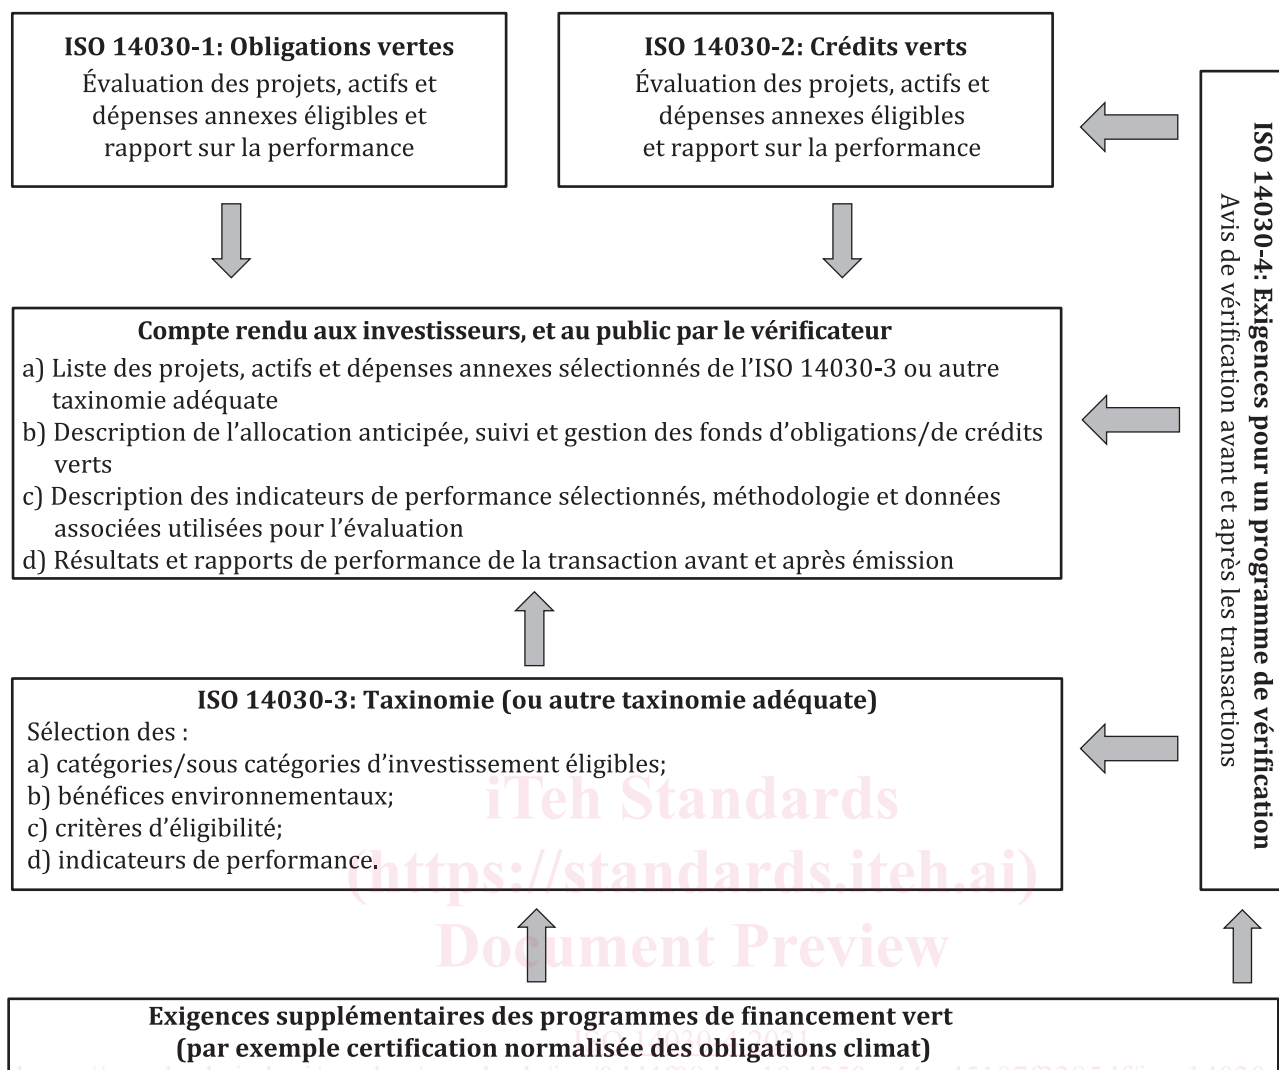 ISO 14030-1: Obligations vertes
Évaluation des projets, actifs et
dépenses annexes éligibles et
rapport sur la performance
ISO 14030-2: Crédits verts
Évaluation des projets, actifs et
dépenses annexes éligibles
et rapport sur la performance
ISO 14030-4: Exigences pour un programme de vérification
Avis de vérification avant et après les transactions
Compte rendu aux investisseurs, et au public par le vérificateur
a) Liste des projets, actifs et dépenses annexes sélectionnés de l’ISO 14030-3 ou autre
taxinomie adéquate
b) Description de l’allocation anticipée, suivi et gestion des fonds d’obligations/de crédits
verts
c) Description des indicateurs de performance sélectionnés, méthodologie et données
associées utilisées pour l’évaluation
d) Résultats et rapports de performance de la transaction avant et après émission
ISO 14030-3: Taxinomie (ou autre taxinomie adéquate)
Sélection des :
a) catégories/sous catégories d’investissement éligibles;
b) bénéfices environnementaux;
c) critères d’éligibilité;
d) indicateurs de performance.
iTeh Standards
(https://standards.iteh.ai)
Document Preview
Exigences supplémentaires des programmes de financement vert
(par exemple certification normalisée des obligations climat)
ISO 14030-4:2021